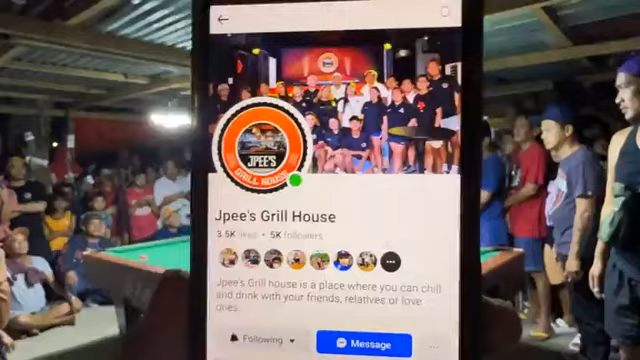 JPEE'S
GRILL HOUSE
Jpee's Grill House
3.5K likes • 5K followers
Jpee's Grill house is a place where you can chill
and drink with your friends, relatives or love
ones.
Following
Message